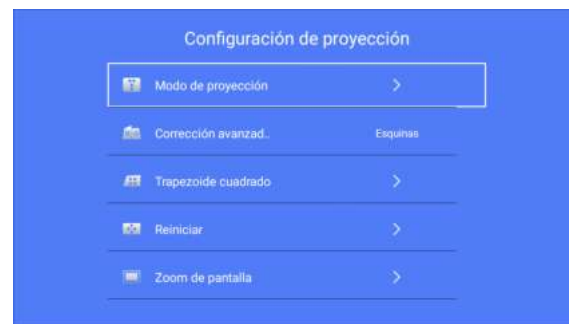 Configuración de proyección
Modo de proyección
Corrección avanzad..
Esquinas
Trapezoide cuadrado
Reiniciar
Zoom de pantalla